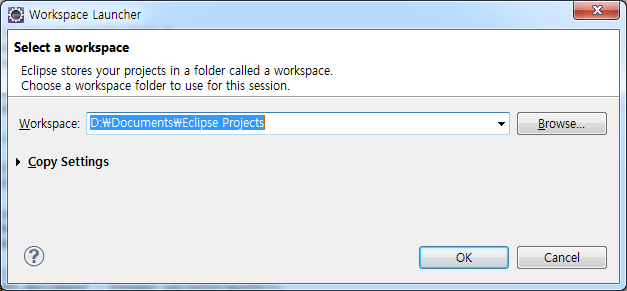 Workspace Launcher
Select a workspace
Eclipse stores your projects in a folder called a workspace.
Choose a workspace folder to use for this session.
Workspace: D:₩Documents₩Eclipse Projects Browse...
Copy Settings
? OK Cancel